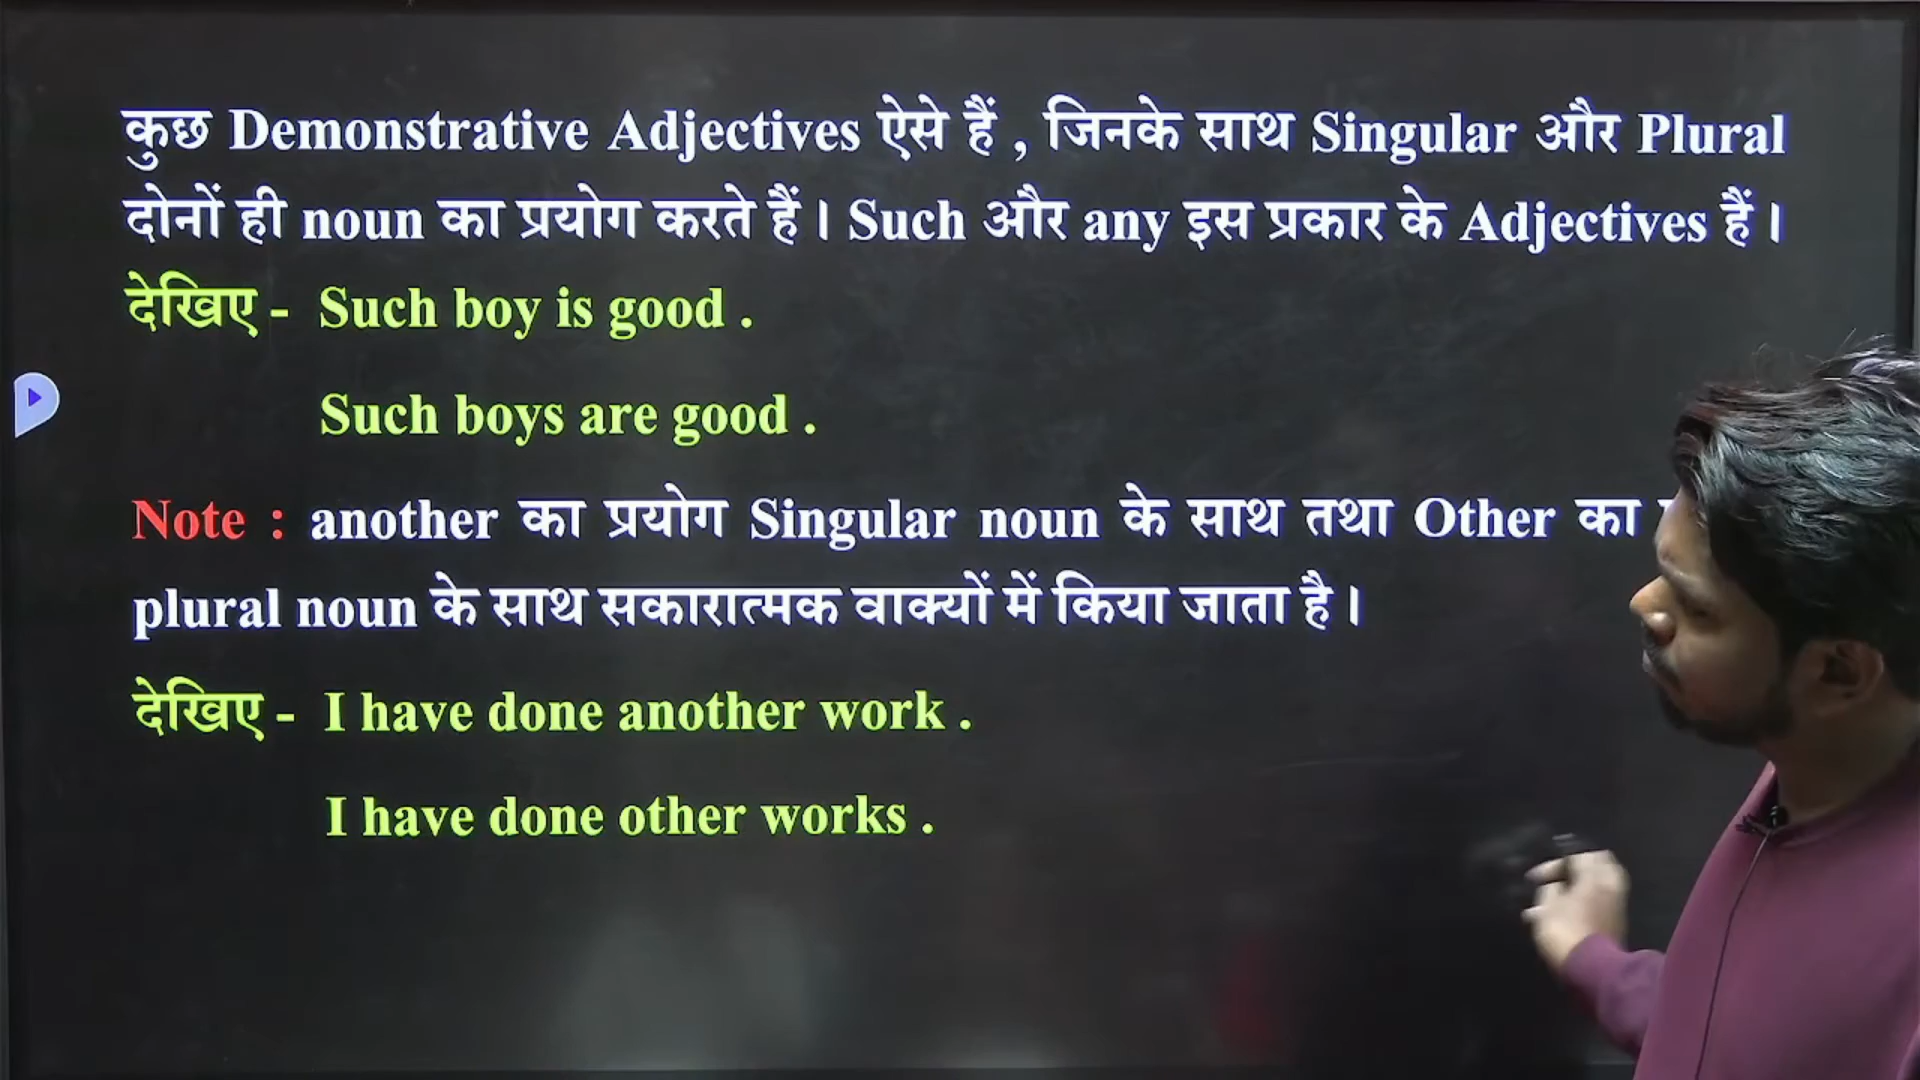 कुछ Demonstrative Adjectives ऐसे हैं , जिनके साथ Singular और Plural
दोनों ही noun का प्रयोग करते हैं । Such और any इस प्रकार के Adjectives हैं ।
देखिए - Such boy is good .
Such boys are good .
Note : another का प्रयोग Singular noun के साथ तथा Other का
plural noun के साथ सकारात्मक वाक्यों में किया जाता है ।
देखिए - I have done another work .
I have done other works .